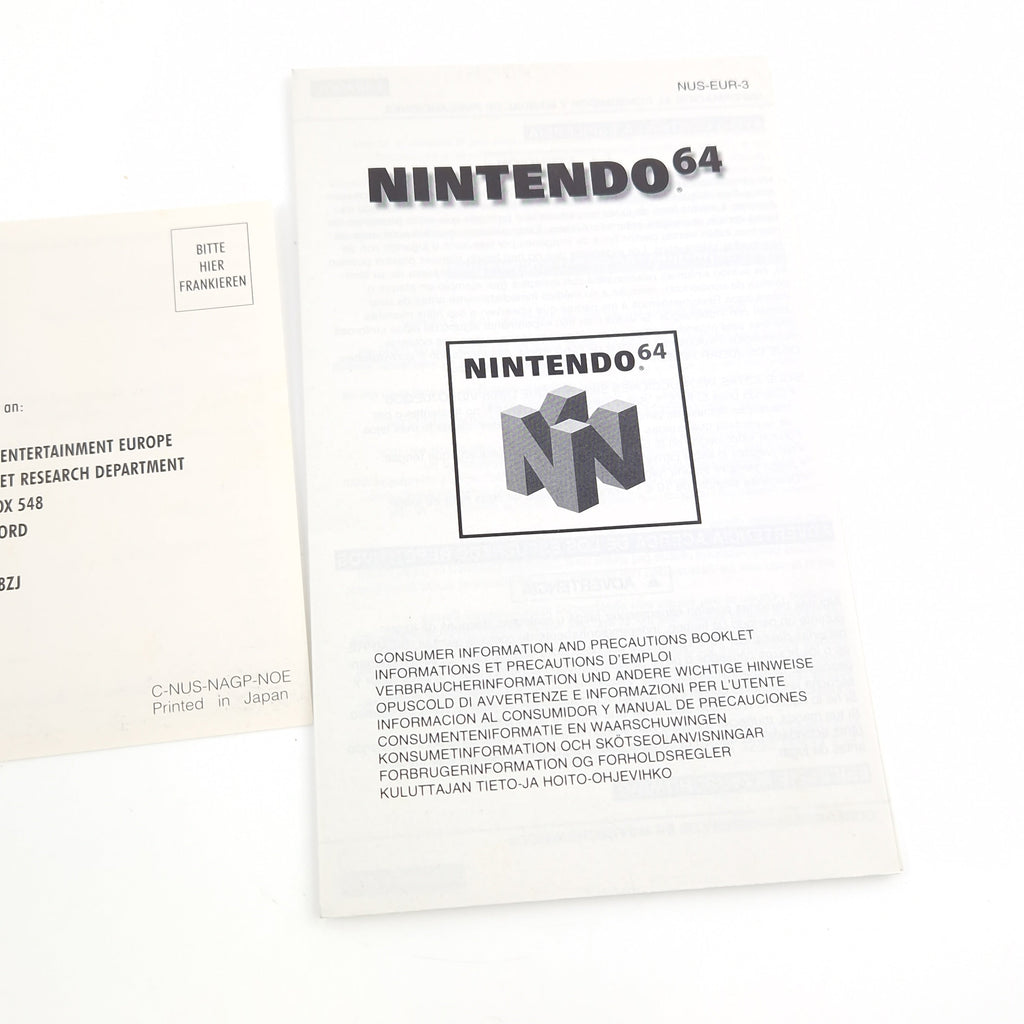 BITTE
HIER
FRANKIEREN
an:
ENTERTAINMENT EUROPE
ET RESEARCH DEPARTMENT
OX 548
ORD
BZJ
C-NUS-NAGP-NOE
Printed in Japan
NUS-EUR-3
NINTENDO64
NINTENDO64
CONSUMER INFORMATION AND PRECAUTIONS BOOKLET
INFORMATIONS ET PRECAUTIONS D'EMPLOI
VERBRAUCHERINFORMATION UND ANDERE WICHTIGE HINWEISE
OPUSCOLO DI AVVERTENZE E INFORMAZIONI PER L'UTENTE
INFORMACION AL CONSUMIDOR Y MANUAL DE PRECAUCIONES
CONSUMENTENINFORMATIE EN WAARSCHUWINGEN
KONSUMETINFORMATION OCH SKÖTSEOLANVISNINGAR
FORBRUGERINFORMATION OG FORHOLDSREGLER
KULUTTAJAN TIETO-JA HOITO-OHJEVIHKO